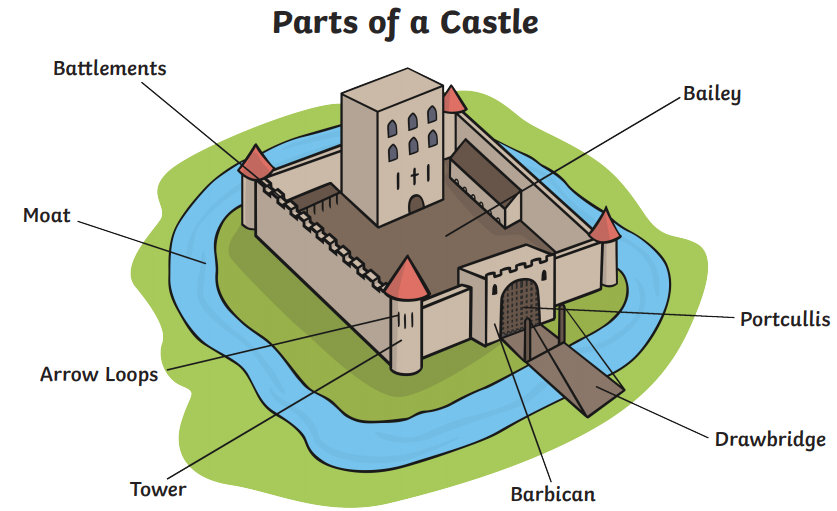 Parts of a Castle
Battlements
Bailey
Moat
Portcullis
Arrow Loops
Drawbridge
Tower
Barbican